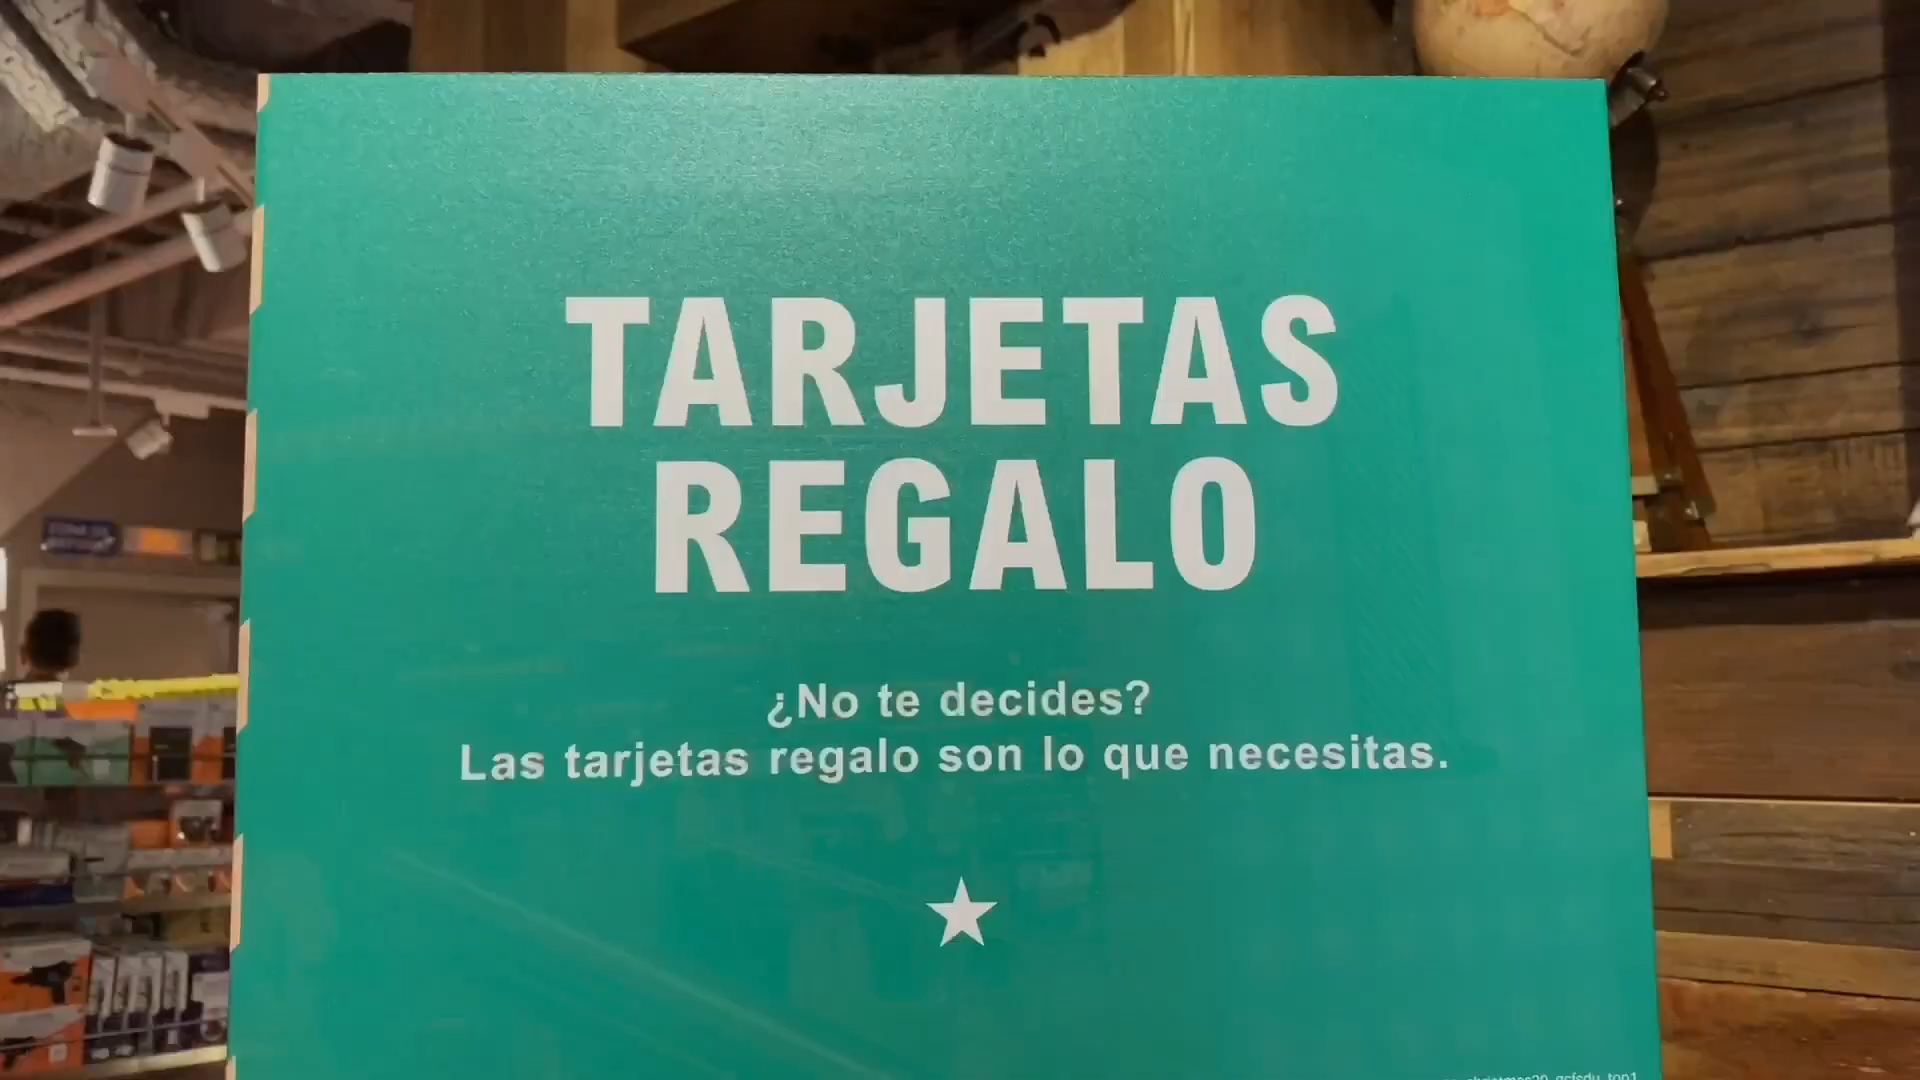 TARJETAS
REGALO
¿No te decides?
Las tarjetas regalo son lo que necesitas.